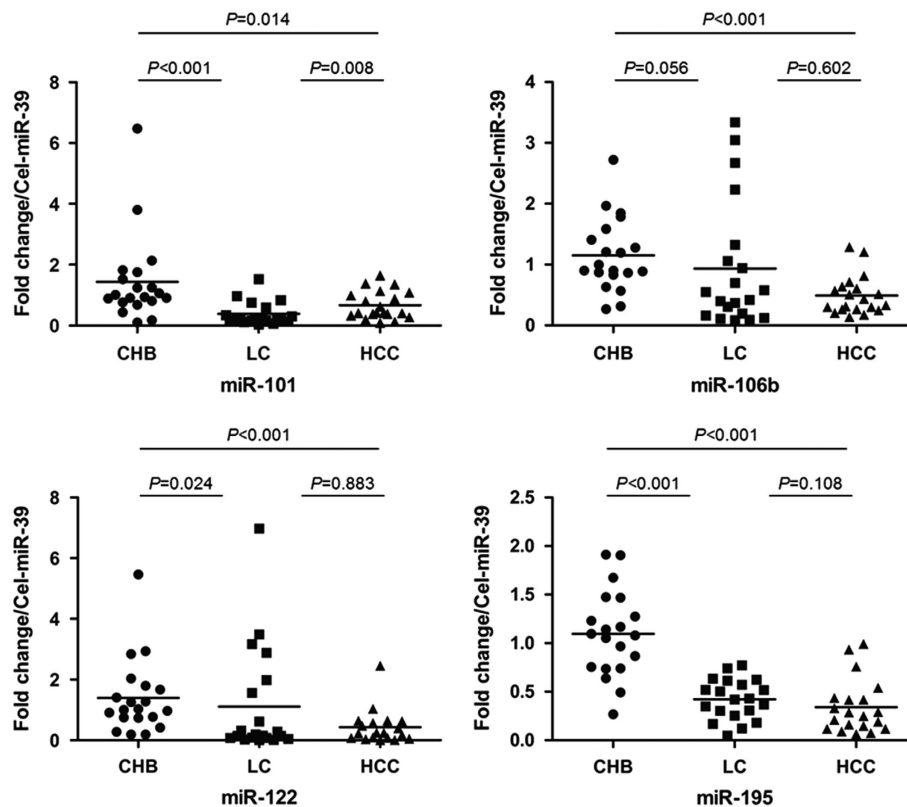 P=0.014
P<0.001 P=0.008
Fold change/Cel-miR-39
8
6
4
2
0
CHB LC HCC
miR-101
P<0.001
P=0.056 P=0.602
Fold change/Cel-miR-39
4
3
2
1
0
CHB LC HCC
miR-106b
P<0.001
P=0.024 P=0.883
Fold change/Cel-miR-39
8
6
4
2
0
CHB LC HCC
miR-122
P<0.001
P<0.001 P=0.108
Fold change/Cel-miR-39
2.5
2.0
1.5
1.0
0.5
0.0
CHB LC HCC
miR-195